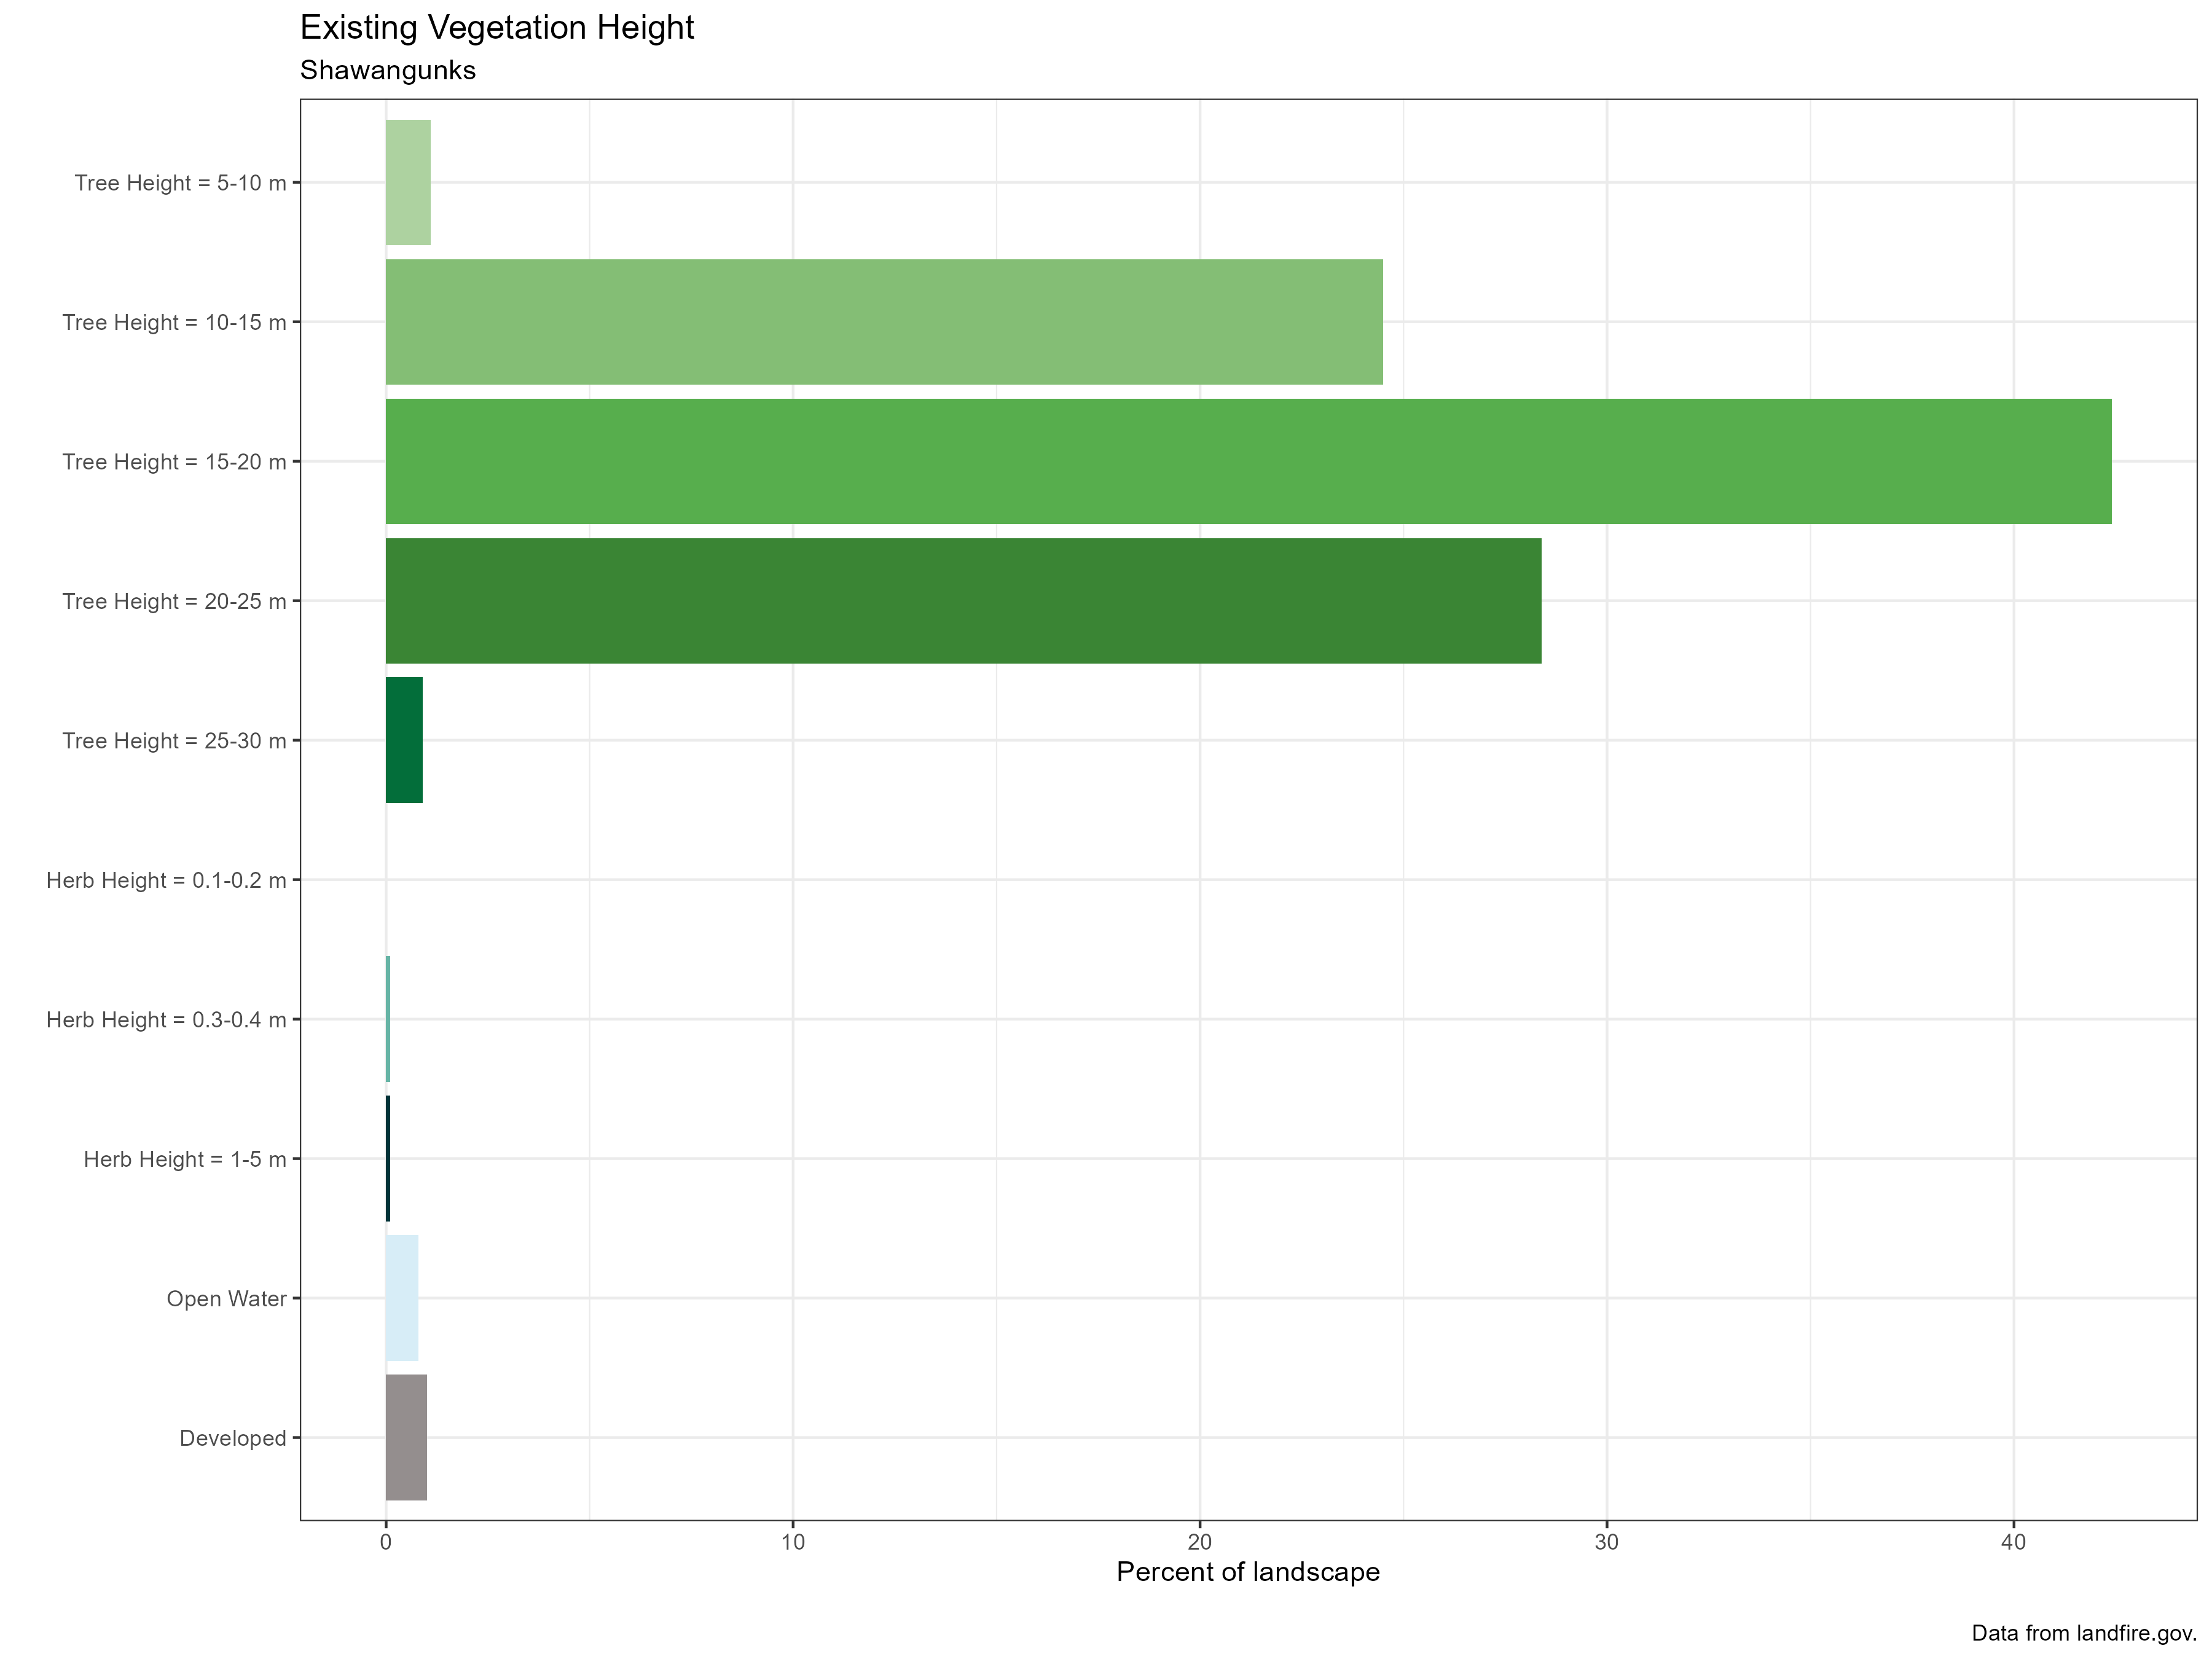 Existing Vegetation Height
Shawangunks
Tree Height = 5-10 m
Tree Height = 10-15 m
Tree Height = 15-20 m
Tree Height = 20-25 m
Tree Height = 25-30 m
Herb Height = 0.1-0.2 m
Herb Height = 0.3-0.4 m
Herb Height = 1-5 m
Open Water
Developed
0 10 20 30 40
Percent of landscape
Data from landfire.gov.